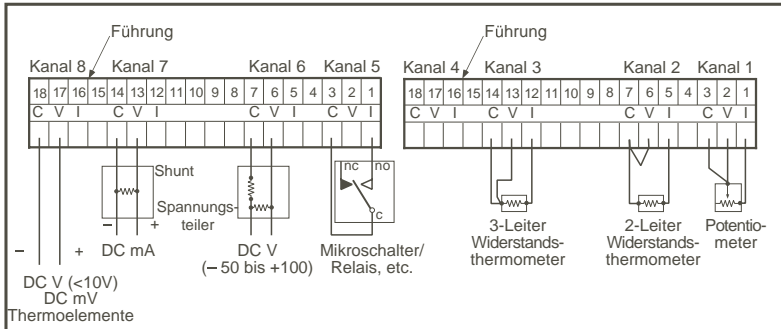 Führung
Führung
Kanal 8 Kanal 7 Kanal 6 Kanal 5
18 17 16 15 14 13 12 11 10 9 8 7 6 5 4 3 2 1
C V I C V I C V I C V I
Kanal 4 Kanal 3 Kanal 2 Kanal 1
18 17 16 15 14 13 12 11 10 9 8 7 6 5 4 3 2 1
C V I C V I C V I C V I
Shunt
– +
DC mA
Spannungs-
teiler
DC V
(– 50 bis +100)
nc no
c
Mikroschalter/
Relais, etc.
3-Leiter
Widerstands-
thermometer
2-Leiter
Widerstands-
thermometer
Potentio-
meter
– +
DC V (<10V)
DC mV
Thermoelemente